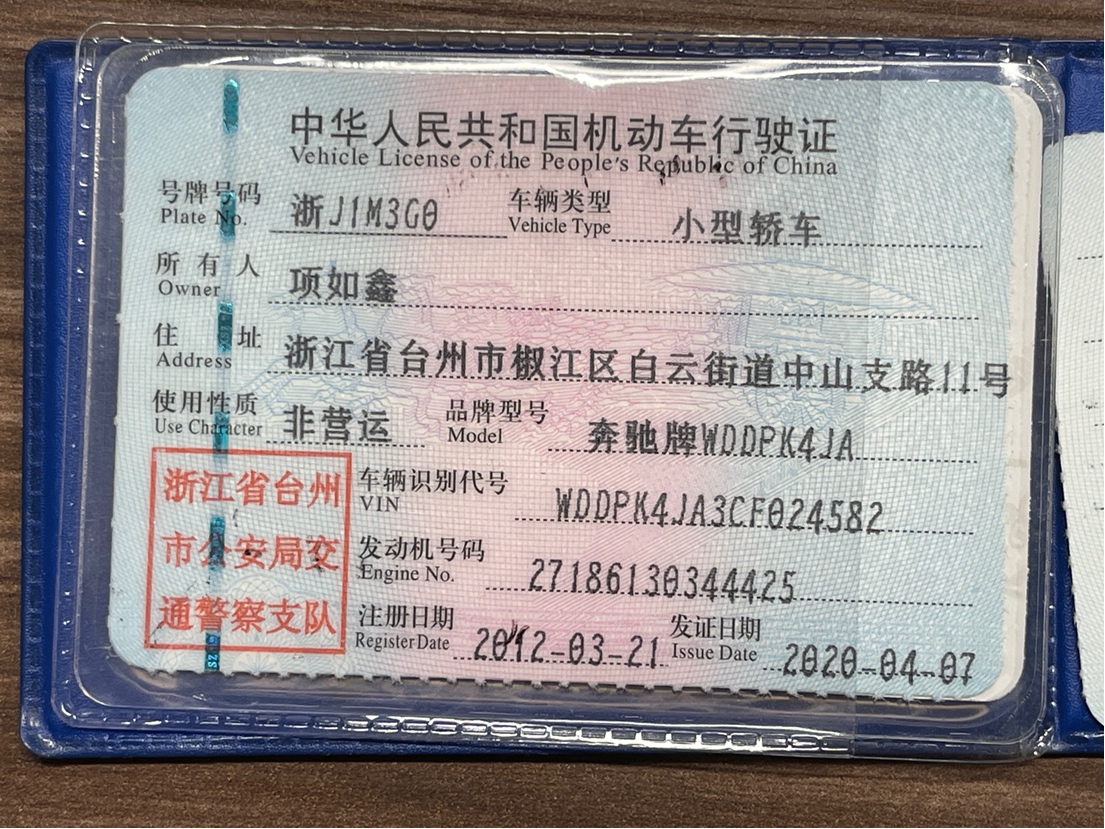 中华人民共和国机动车行驶证
Vehicle License of the People's Republic of China
号牌号码 浙J1M3G0 车辆类型 小型轿车
Plate No. Vehicle Type
所有人 项如鑫
Owner
住址 浙江省台州市椒江区白云街道中山支路11号
Address
使用性质 非营运 品牌型号 奔驰牌WDDPK4JA
Use Character Model
浙江省台州
市公安局交
通警察支队
车辆识别代号 WDDPK4JA3CF024582
VIN
发动机号码 27186130344425
Engine No.
注册日期 2012-03-21 发证日期 2020-04-07
Register Date Issue Date